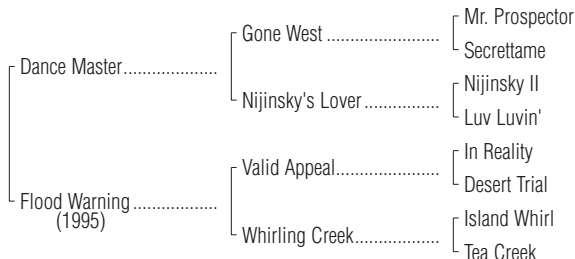 Mr. Prospector
Gone West ....................
Secrettame
Dance Master..................
Nijinsky II
Nijinsky's Lover ................
Luv Luvin'
In Reality
Valid Appeal....................
Desert Trial
Flood Warning ................
(1995)
Island Whirl
Whirling Creek................
Tea Creek